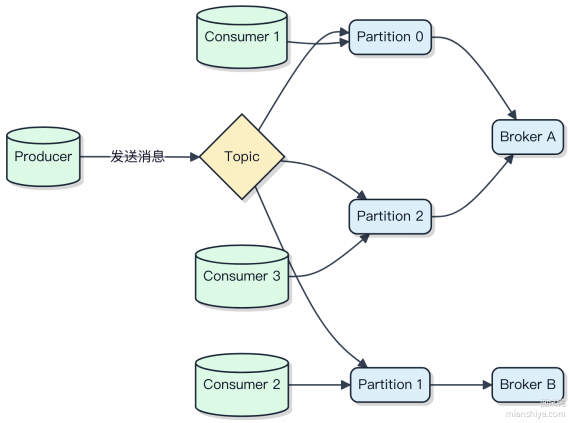 Consumer 1
Partition 0
Producer
发送消息
Topic
Broker A
Partition 2
Consumer 3
Consumer 2
Partition 1
Broker B
mianshiya.com